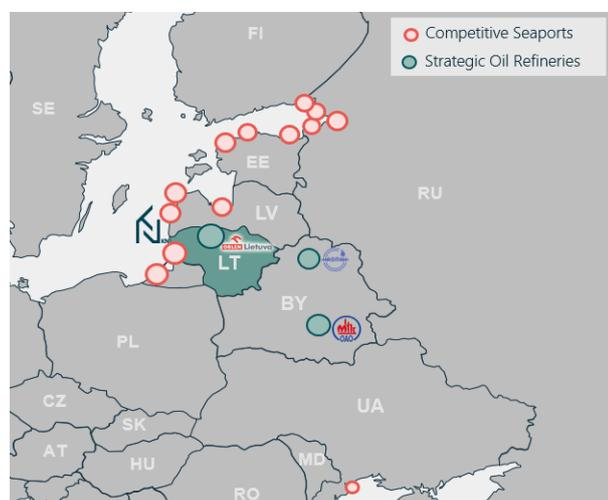 Competitive Seaports
Strategic Oil Refineries
FI
SE
EE
RU
LV
ORLEN Lietuva
LT
BY
OAO
PL
UA
CZ
SK
AT
HU
MD
RO